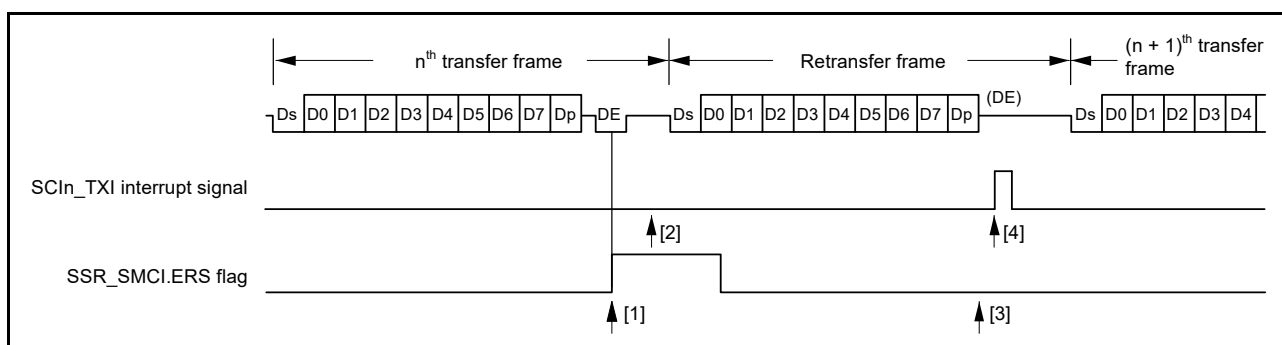 nth transfer frame
Retransfer frame
(n + 1)th transfer
frame
Ds D0 D1 D2 D3 D4 D5 D6 D7 Dp DE Ds D0 D1 D2 D3 D4 D5 D6 D7 Dp (DE) Ds D0 D1 D2 D3 D4
SCIn_TXI interrupt signal
[2]
[4]
SSR_SMCI.ERS flag
[1]
[3]